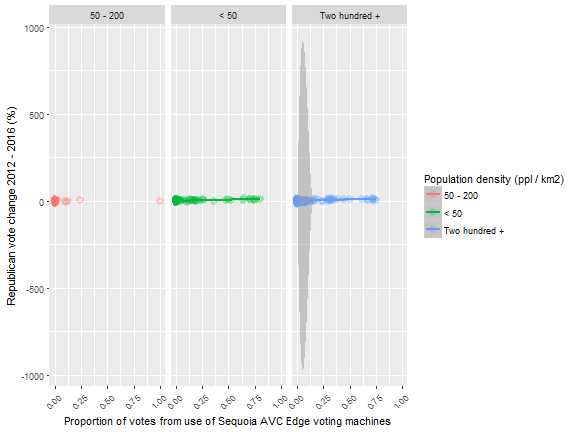 50 - 200
< 50
Two hundred +
1000
500
0
-500
-1000
Republican vote change 2012 - 2016 (%)
0.00 0.25 0.50 0.75 1.00
0.00 0.25 0.50 0.75 1.00
0.00 0.25 0.50 0.75 1.00
Proportion of votes from use of Sequoia AVC Edge voting machines
Population density (ppl / km2)
50 - 200
< 50
Two hundred +